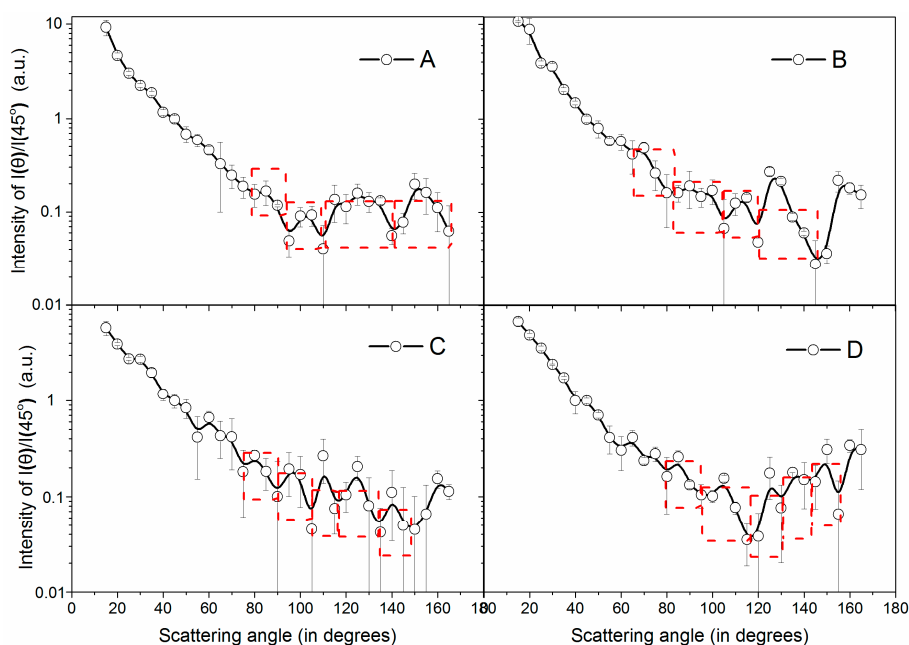 10
1
0.1
0.01
Intensity of I(θ)/I(45°) (a.u.)
A
B
1
0.1
0.01
Intensity of I(θ)/I(45°) (a.u.)
C
D
0 20 40 60 80 100 120 140 160 180 20 40 60 80 100 120 140 160 180
Scattering angle (in degrees) Scattering angle (in degrees)